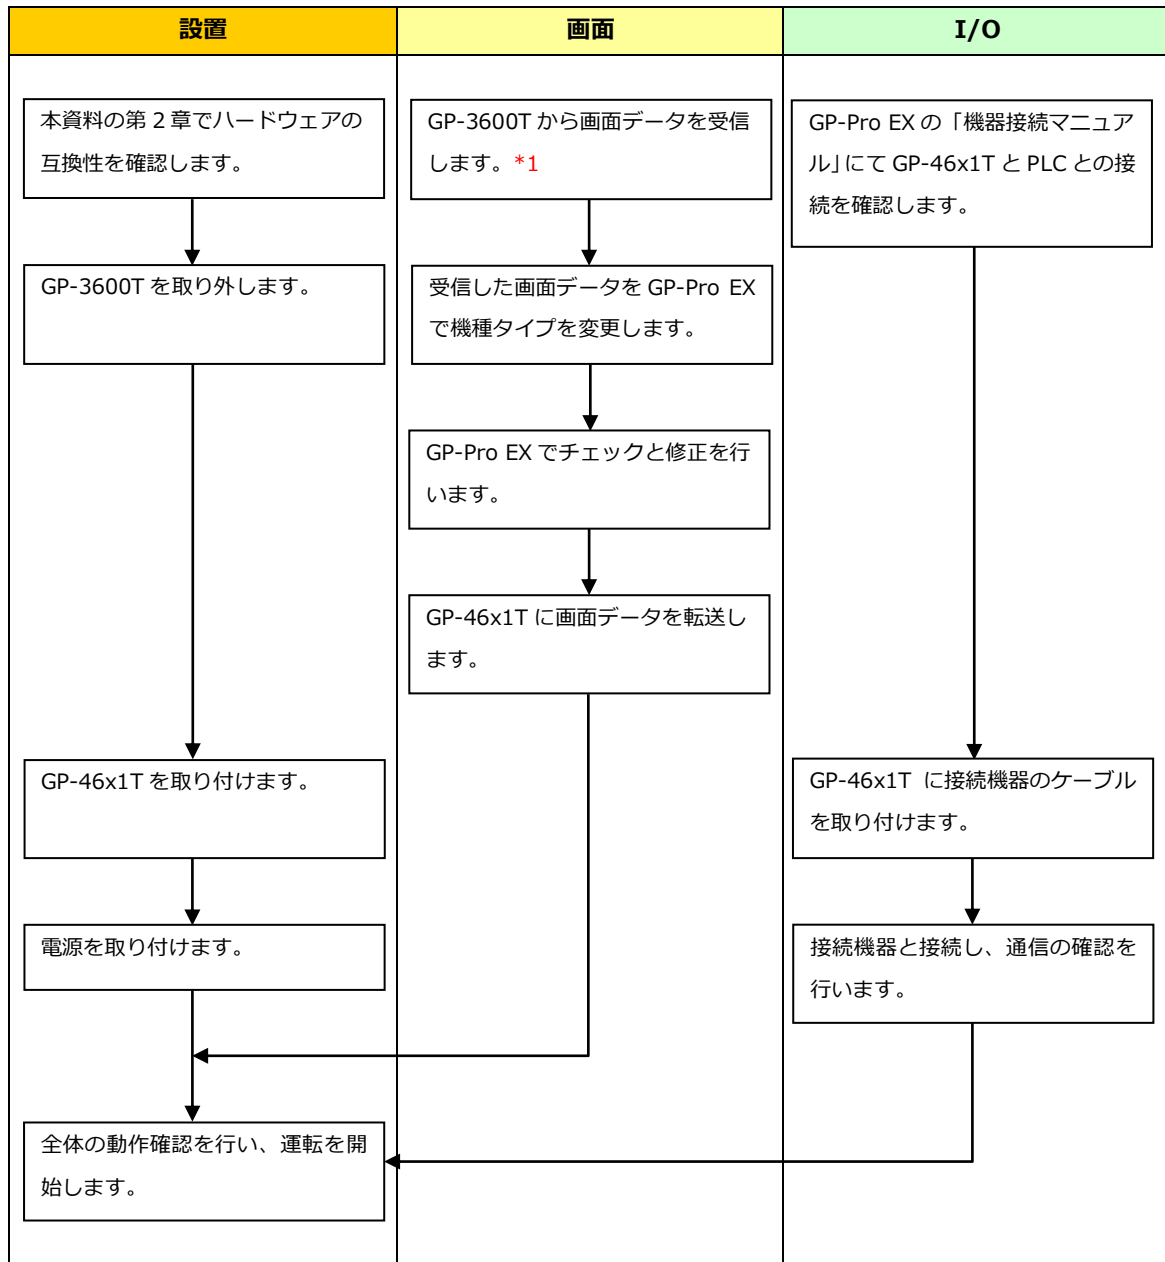 設置
画面
I/O
本資料の第 2 章でハードウェアの
互換性を確認します。
GP-3600T を取り外します。
GP-46x1T を取り付けます。
電源を取り付けます。
全体の動作確認を行い、運転を開
始します。
GP-3600T から画面データを受信
します。*1
受信した画面データを GP-Pro EX
で機種タイプを変更します。
GP-Pro EX でチェックと修正を行
います。
GP-46x1T に画面データを転送し
ます。
GP-Pro EX の「機器接続マニュア
ル」にて GP-46x1T と PLC との接
続を確認します。
GP-46x1T に接続機器のケーブル
を取り付けます。
接続機器と接続し、通信の確認を
行います。